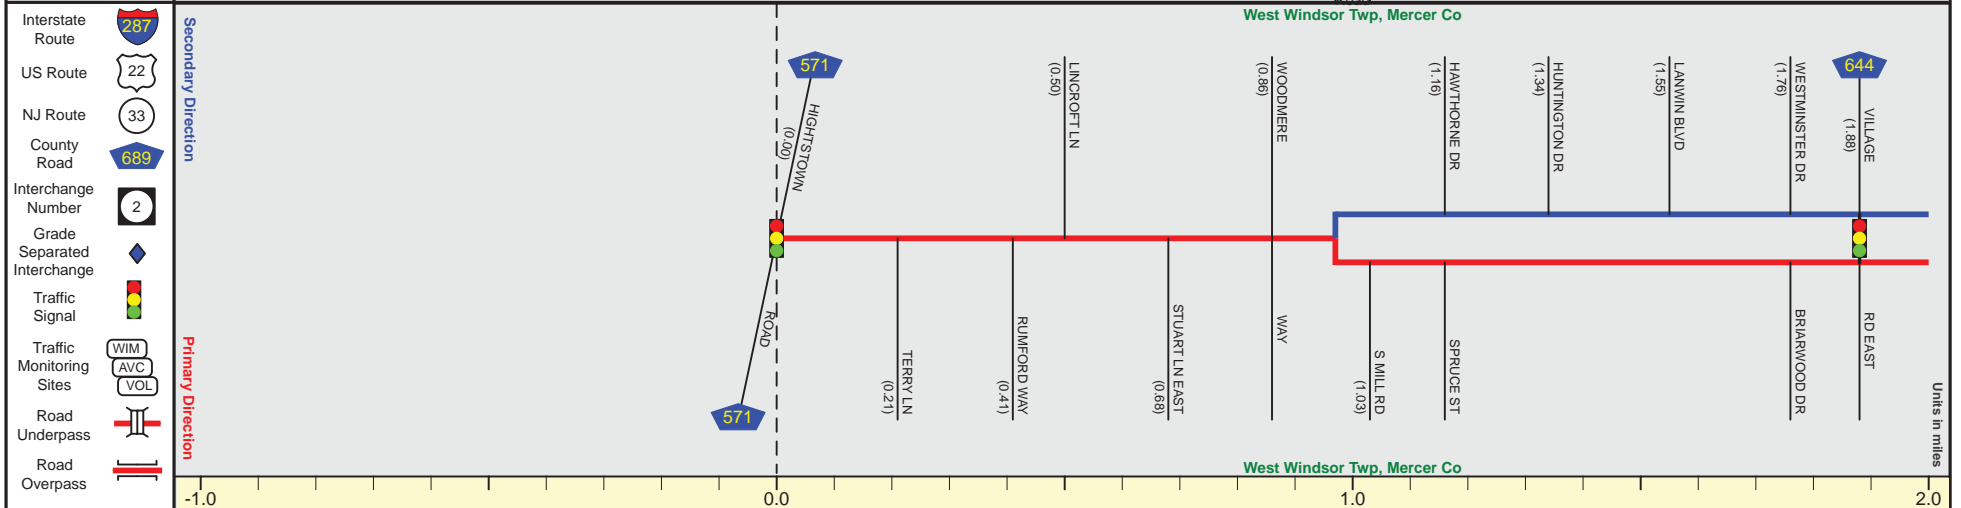 Interstate
Route
287
US Route
22
NJ Route
33
County
Road
689
Interchange
Number
2
Grade
Separated
Interchange
Traffic
Signal
Traffic
Monitoring
Sites
WIM
AVC
VOL
Road
Underpass
Road
Overpass
Secondary Direction
Primary Direction
West Windsor Twp, Mercer Co
571
HIGHTSTOWN
(0.00)
ROAD
571
LINCROFT LN
(0.50)
WOODMERE
(0.86)
HAWTHORNE DR
(1.16)
HUNTINGTON DR
(1.34)
LANWIN BLVD
(1.55)
WESTMINSTER DR
(1.76)
644
VILLAGE
(1.88)
TERRY LN
(0.21)
RUMFORD WAY
(0.41)
STUART LN EAST
(0.68)
WAY
S MILL RD
(1.03)
SPRUCE ST
BRIARWOOD DR
RD EAST
Units in miles
West Windsor Twp, Mercer Co
-1.0
0.0
1.0
2.0